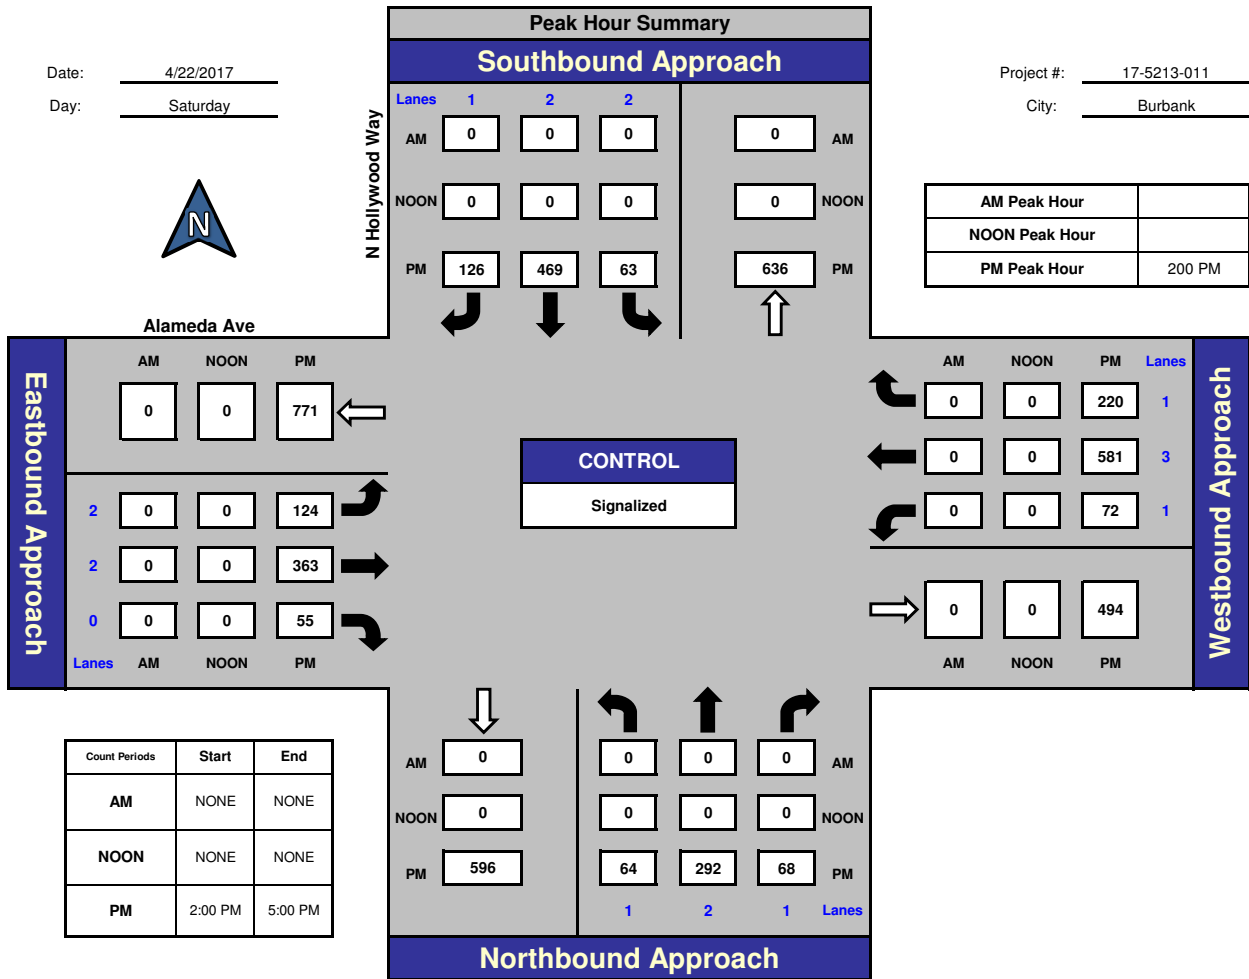 Peak Hour Summary
Southbound Approach
Date: 4/22/2017
Day: Saturday
Project #: 17-5213-011
City: Burbank
N Hollywood Way
Lanes 1 2 2
AM 0 0 0 0 AM
NOON 0 0 0 0 NOON
PM 126 469 63 636 PM
N
AM Peak Hour
NOON Peak Hour
PM Peak Hour 200 PM
Alameda Ave
Eastbound Approach
AM NOON PM
0 0 771
2 0 0 124
2 0 0 363
0 0 0 55
Lanes AM NOON PM
CONTROL
Signalized
AM NOON PM Lanes
0 0 220 1
0 0 581 3
0 0 72 1
0 0 494
AM NOON PM
Westbound Approach
Count Periods Start End
AM NONE NONE
NOON NONE NONE
PM 2:00 PM 5:00 PM
AM 0 0 0 0 AM
NOON 0 0 0 0 NOON
PM 596 64 292 68 PM
1 2 1 Lanes
Northbound Approach